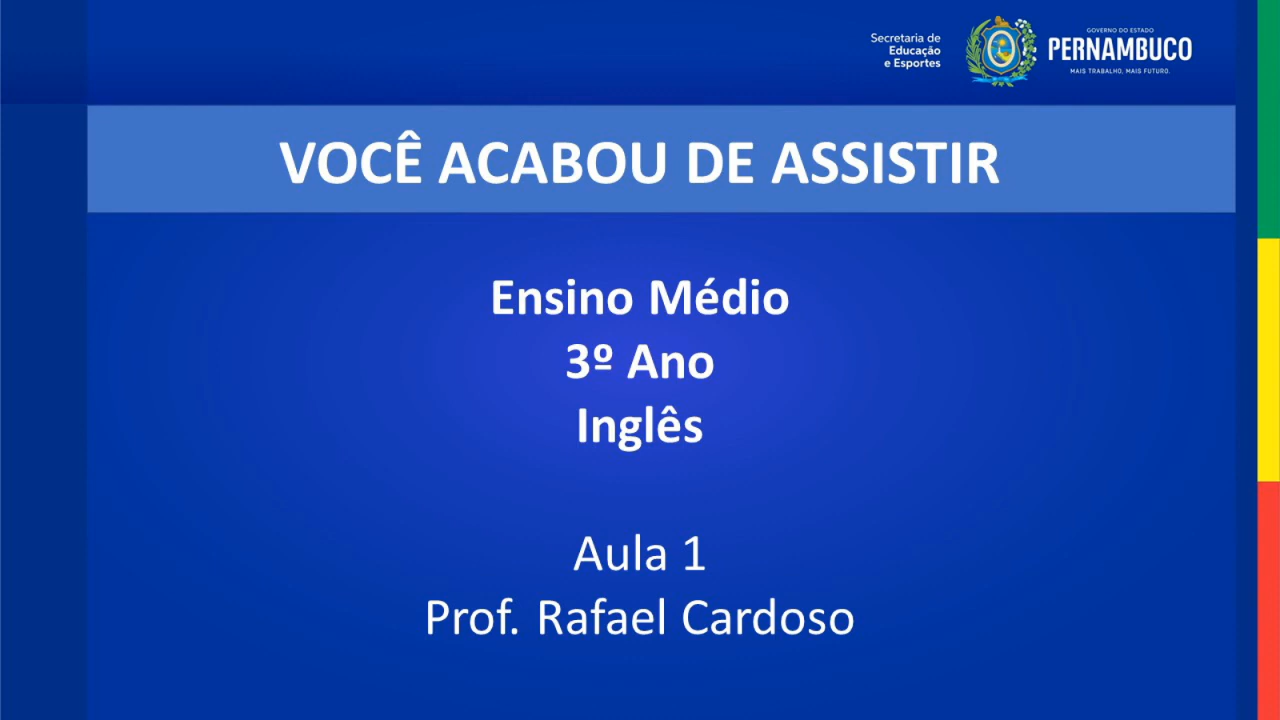 Secretaria de
Educação
e Esportes
GOVERNO DO ESTADO
PERNAMBUCO
MAIS TRABALHO, MAIS FUTURO.
VOCÊ ACABOU DE ASSISTIR
Ensino Médio
3º Ano
Inglês
Aula 1
Prof. Rafael Cardoso